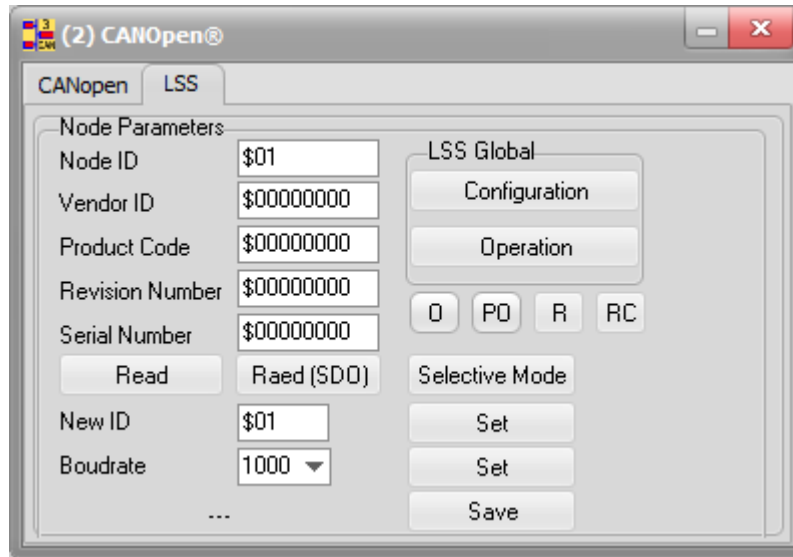 3
CAN
(2) CANOpen®
CANopen
LSS
Node Parameters
Node ID
$01
LSS Global
Vendor ID
$00000000
Configuration
Product Code
$00000000
Operation
Revision Number
$00000000
O
PO
R
RC
Serial Number
$00000000
Read
Raed (SDO)
Selective Mode
New ID
$01
Set
Boudrate
1000
Set
...
Save